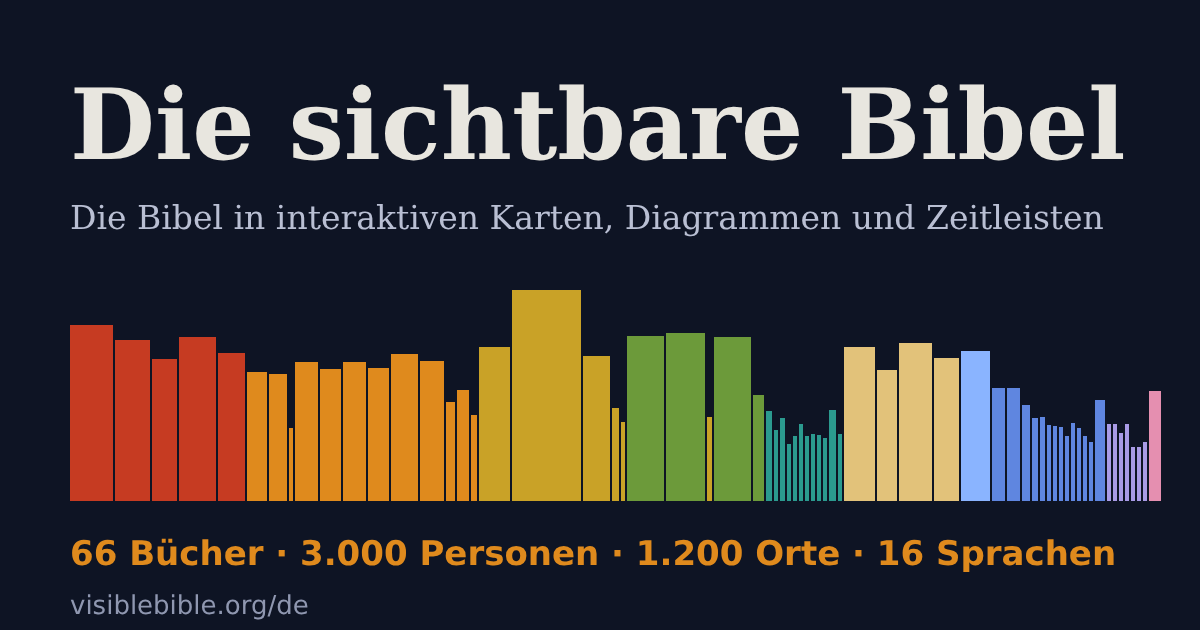 Die sichtbare Bibel
Die Bibel in interaktiven Karten, Diagrammen und Zeitleisten
66 Bücher · 3.000 Personen · 1.200 Orte · 16 Sprachen
visiblebible.org/de